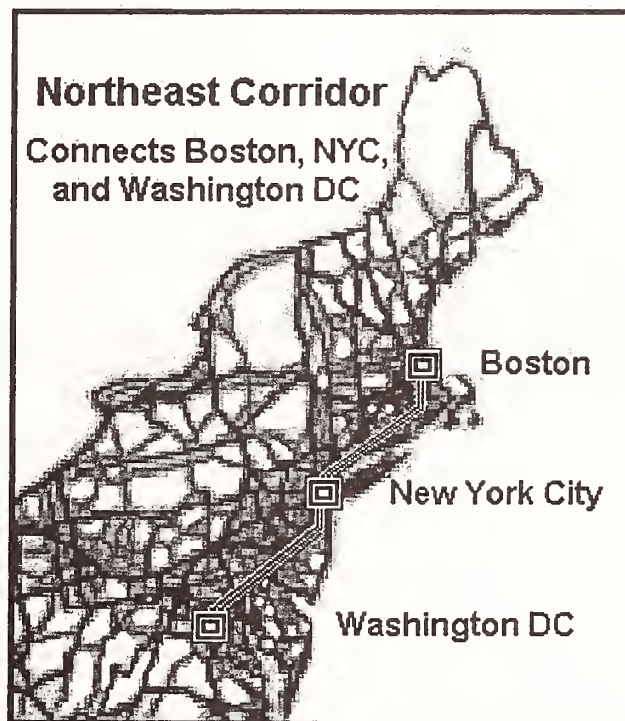 Northeast Corridor
Connects Boston, NYC,
and Washington DC
Boston
New York City
Washington DC